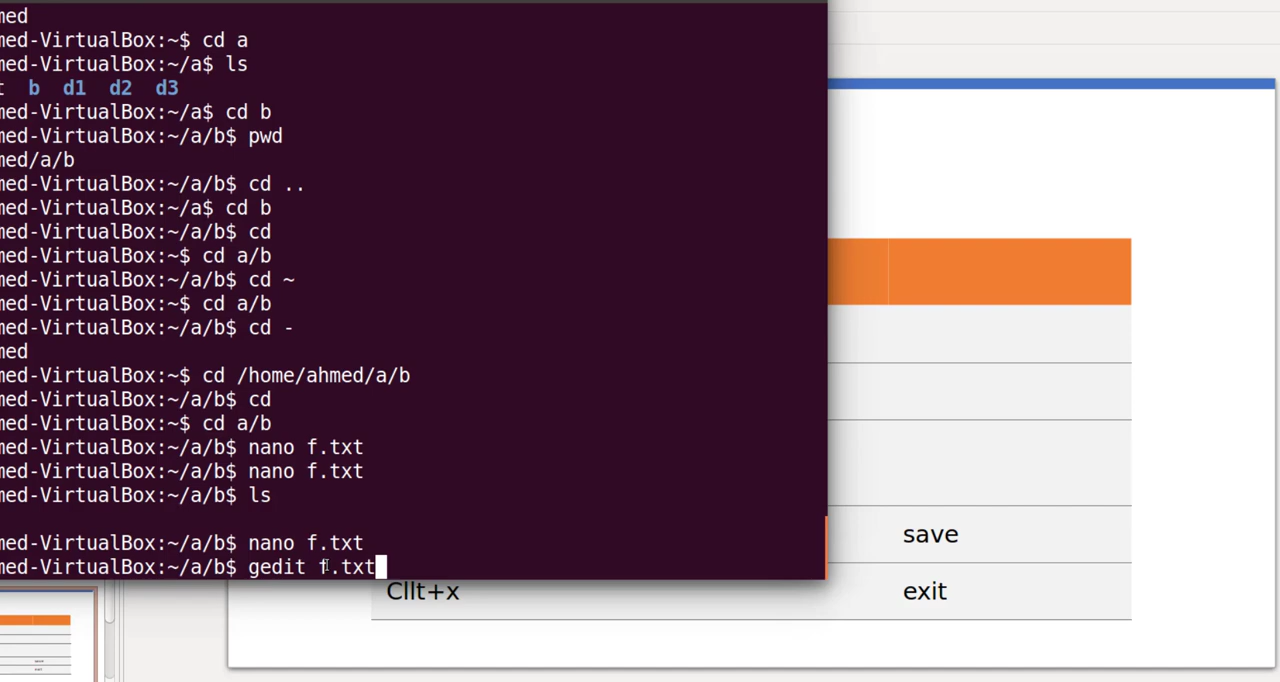 med
med-VirtualBox:~$ cd a
med-VirtualBox:~/a$ ls
t b d1 d2 d3
med-VirtualBox:~/a$ cd b
med-VirtualBox:~/a/b$ pwd
med/a/b
med-VirtualBox:~/a/b$ cd ..
med-VirtualBox:~/a$ cd b
med-VirtualBox:~/a/b$ cd
med-VirtualBox:~$ cd a/b
med-VirtualBox:~/a/b$ cd ~
med-VirtualBox:~$ cd a/b
med-VirtualBox:~/a/b$ cd -
med
med-VirtualBox:~$ cd /home/ahmed/a/b
med-VirtualBox:~/a/b$ cd
med-VirtualBox:~$ cd a/b
med-VirtualBox:~/a/b$ nano f.txt
med-VirtualBox:~/a/b$ nano f.txt
med-VirtualBox:~/a/b$ ls
med-VirtualBox:~/a/b$ nano f.txt
med-VirtualBox:~/a/b$ gedit f.txt
save
Cllt+x exit